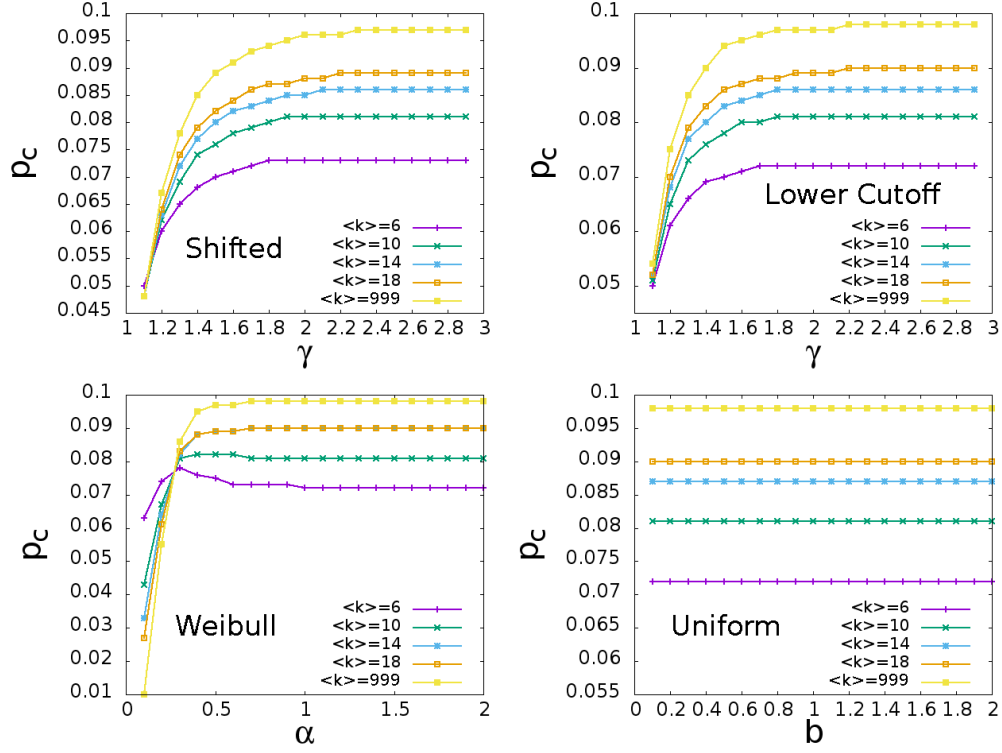 0.1
0.095
0.09
0.085
0.08
0.075
0.07
0.065
0.06
0.055
0.05
0.045
pc
Shifted
<k>=6
<k>=10
<k>=14
<k>=18
<k>=999
1 1.2 1.4 1.6 1.8 2 2.2 2.4 2.6 2.8 3
γ
0.1
0.09
0.08
0.07
0.06
0.05
pc
Lower Cutoff
<k>=6
<k>=10
<k>=14
<k>=18
<k>=999
1 1.2 1.4 1.6 1.8 2 2.2 2.4 2.6 2.8 3
γ
0.1
0.09
0.08
0.07
0.06
0.05
0.04
0.03
0.02
0.01
pc
Weibull
<k>=6
<k>=10
<k>=14
<k>=18
<k>=999
0 0.5 1 1.5 2
α
0.1
0.095
0.09
0.085
0.08
0.075
0.07
0.065
0.06
0.055
pc
Uniform
<k>=6
<k>=10
<k>=14
<k>=18
<k>=999
0 0.2 0.4 0.6 0.8 1 1.2 1.4 1.6 1.8 2
b